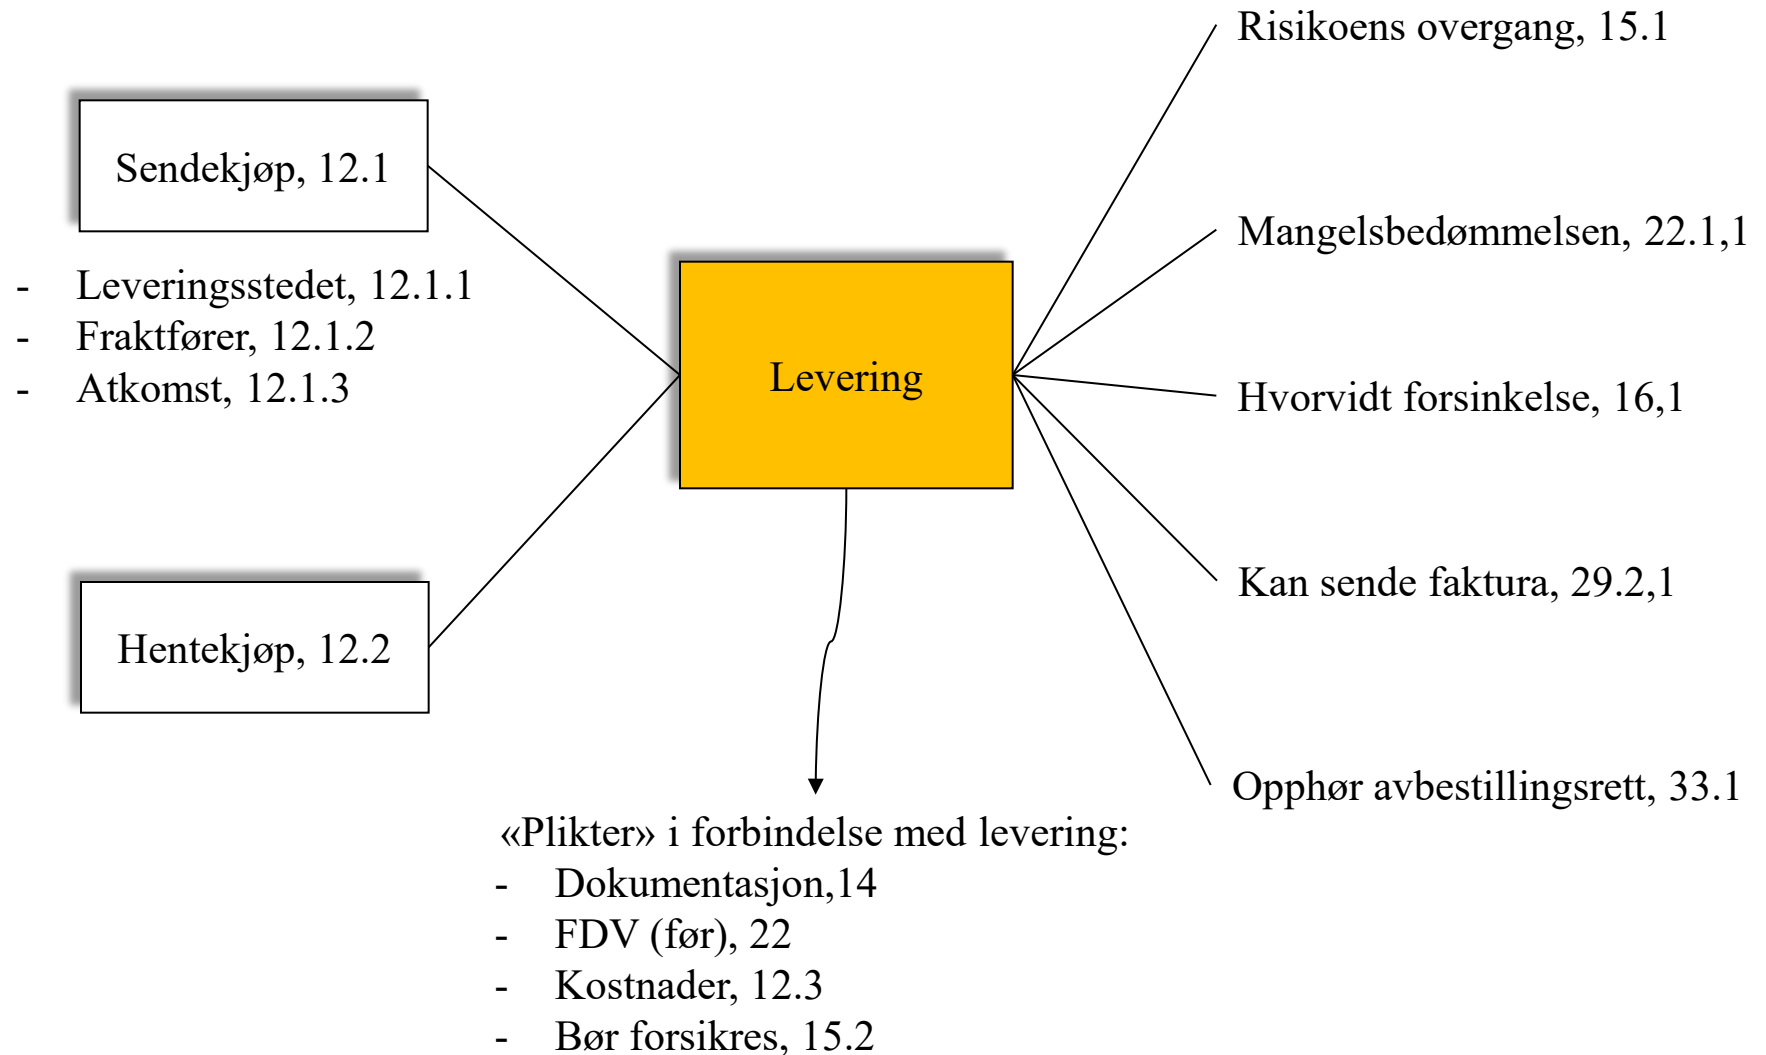 Sendekjøp, 12.1
- Leveringsstedet, 12.1.1
- Fraktfører, 12.1.2
- Atkomst, 12.1.3
Hentekjøp, 12.2
Levering
Risikoens overgang, 15.1
Mangelsbedømmelsen, 22.1,1
Hvorvidt forsinkelse, 16,1
Kan sende faktura, 29.2,1
Opphør avbestillingsrett, 33.1
«Plikter» i forbindelse med levering:
- Dokumentasjon,14
- FDV (før), 22
- Kostnader, 12.3
- Bør forsikres, 15.2